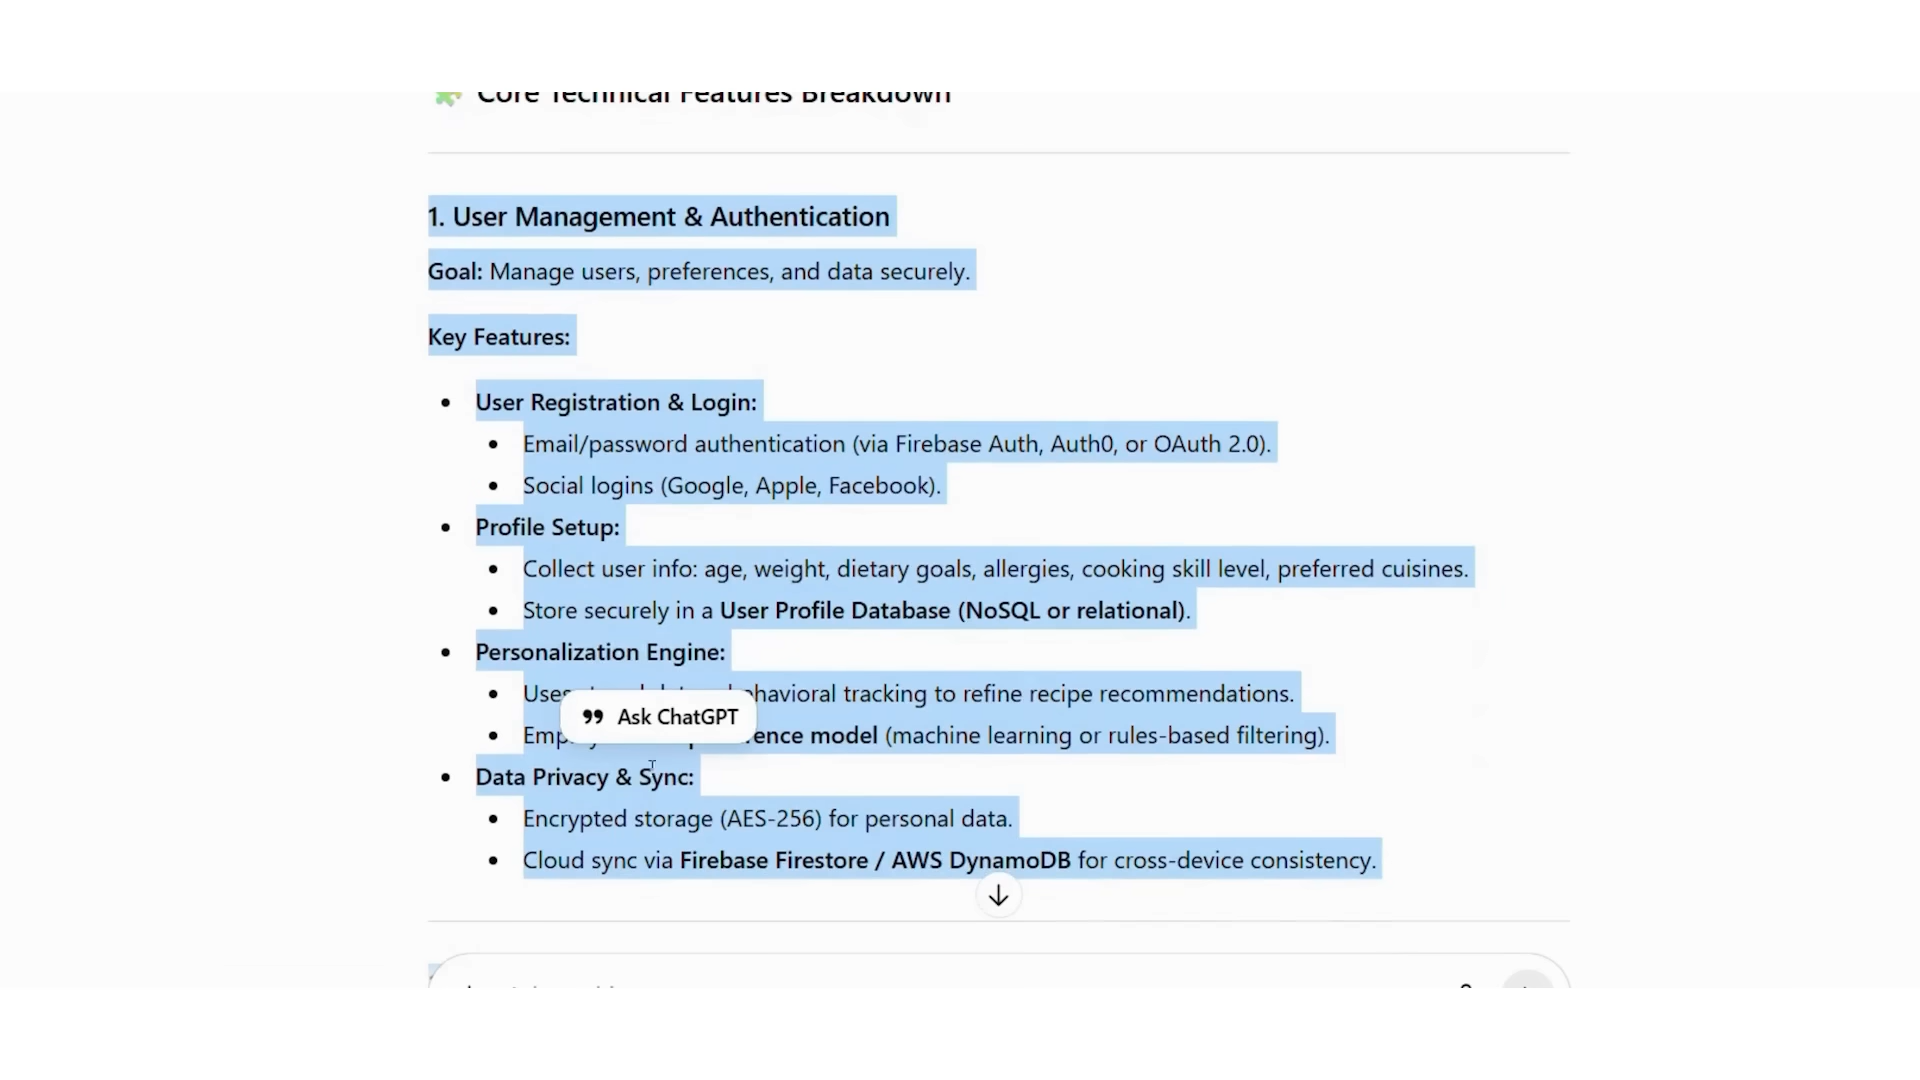 Core Technical Features Breakdown
1. User Management & Authentication
Goal: Manage users, preferences, and data securely.
Key Features:
• User Registration & Login:
• Email/password authentication (via Firebase Auth, Auth0, or OAuth 2.0).
• Social logins (Google, Apple, Facebook).
• Profile Setup:
• Collect user info: age, weight, dietary goals, allergies, cooking skill level, preferred cuisines.
• Store securely in a User Profile Database (NoSQL or relational).
• Personalization Engine:
• Uses behavioral tracking to refine recipe recommendations.
Ask ChatGPT
• model (machine learning or rules-based filtering).
• Data Privacy & Sync:
• Encrypted storage (AES-256) for personal data.
• Cloud sync via Firebase Firestore / AWS DynamoDB for cross-device consistency.